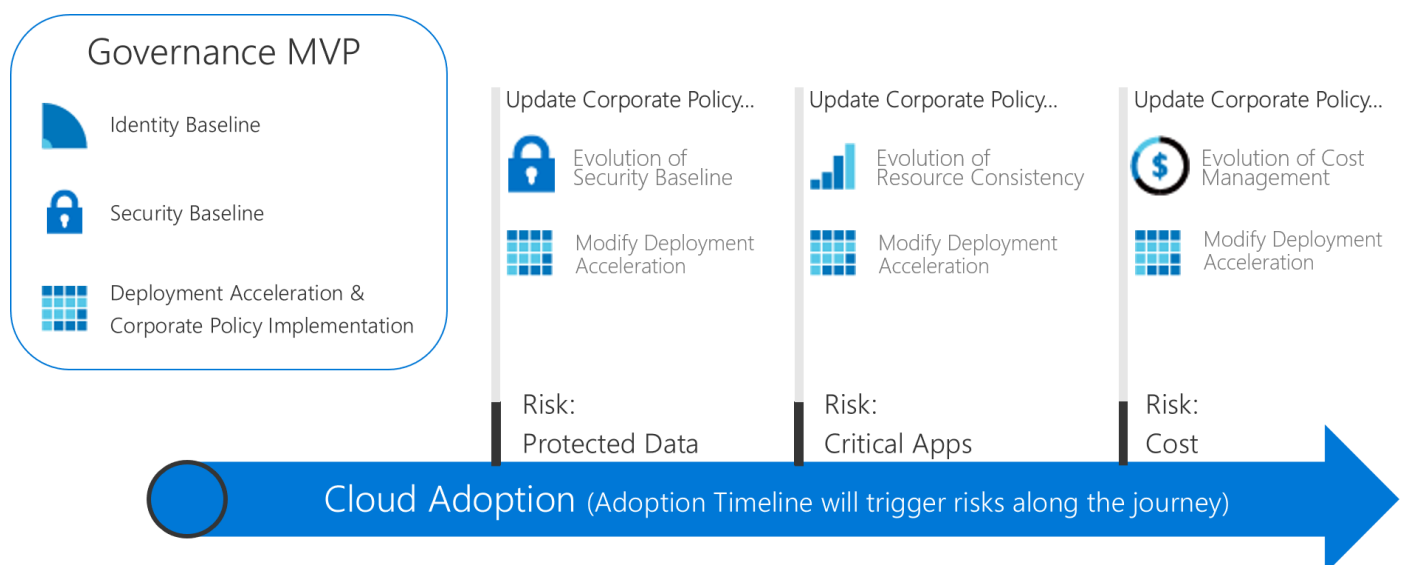 Governance MVP
Identity Baseline
Security Baseline
Deployment Acceleration &
Corporate Policy Implementation
Update Corporate Policy...
Evolution of
Security Baseline
Modify Deployment
Acceleration
Risk:
Protected Data
Update Corporate Policy...
Evolution of
Resource Consistency
Modify Deployment
Acceleration
Risk:
Critical Apps
Update Corporate Policy...
$
Evolution of Cost
Management
Modify Deployment
Acceleration
Risk:
Cost
Cloud Adoption (Adoption Timeline will trigger risks along the journey)